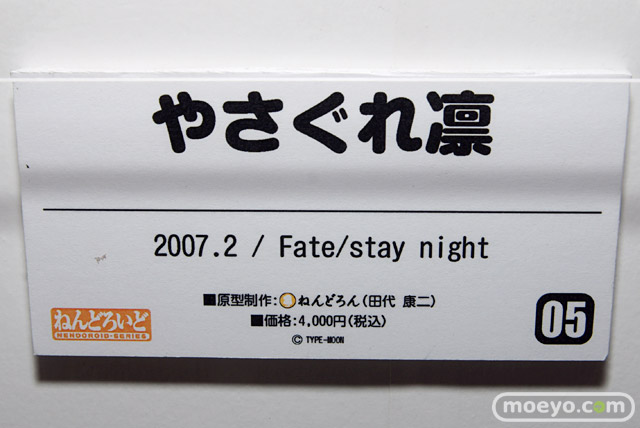 やさぐれ凛
2007.2 / Fate/stay night
■原型制作:ねんどろん(田代 康二)
■価格:4,000円(税込)
© TYPE-MOON
ねんどろいど
NENDOROID-SERIES
05
moeyo.com